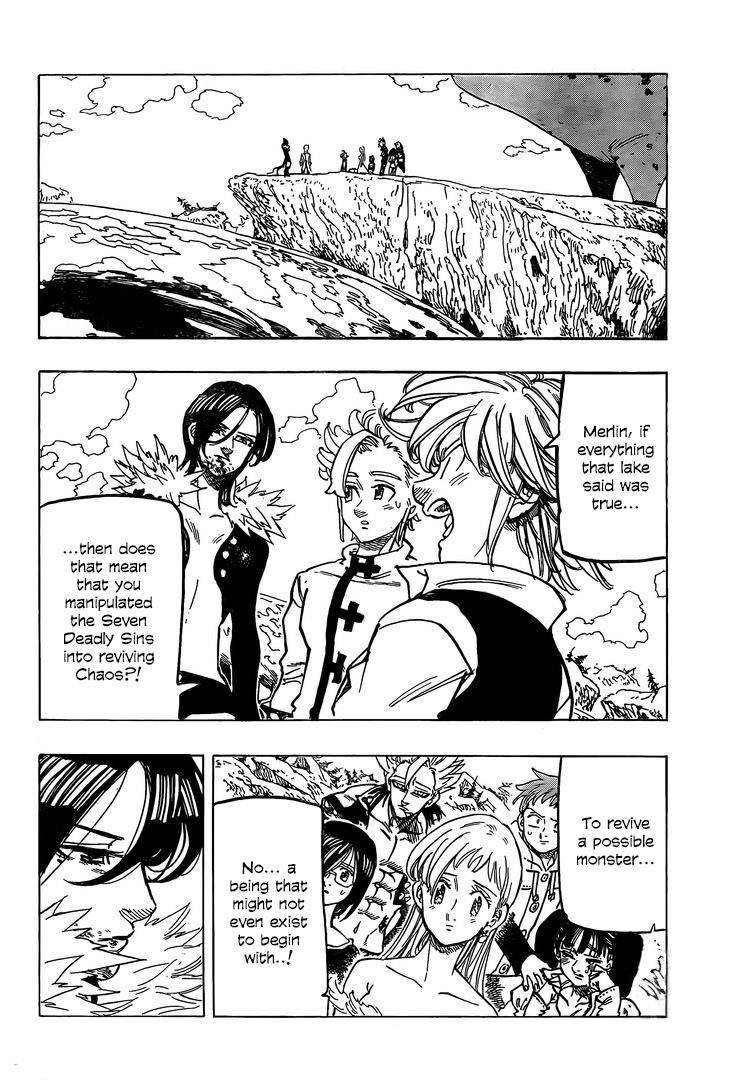 Merlin, if
everything
that lake
said was
true...
...then does
that mean
that you
manipulated
the Seven
Deadly Sins
into reviving
Chaos?!
To revive
a possible
monster...
No... a
being that
might not
even exist
to begin
with..!